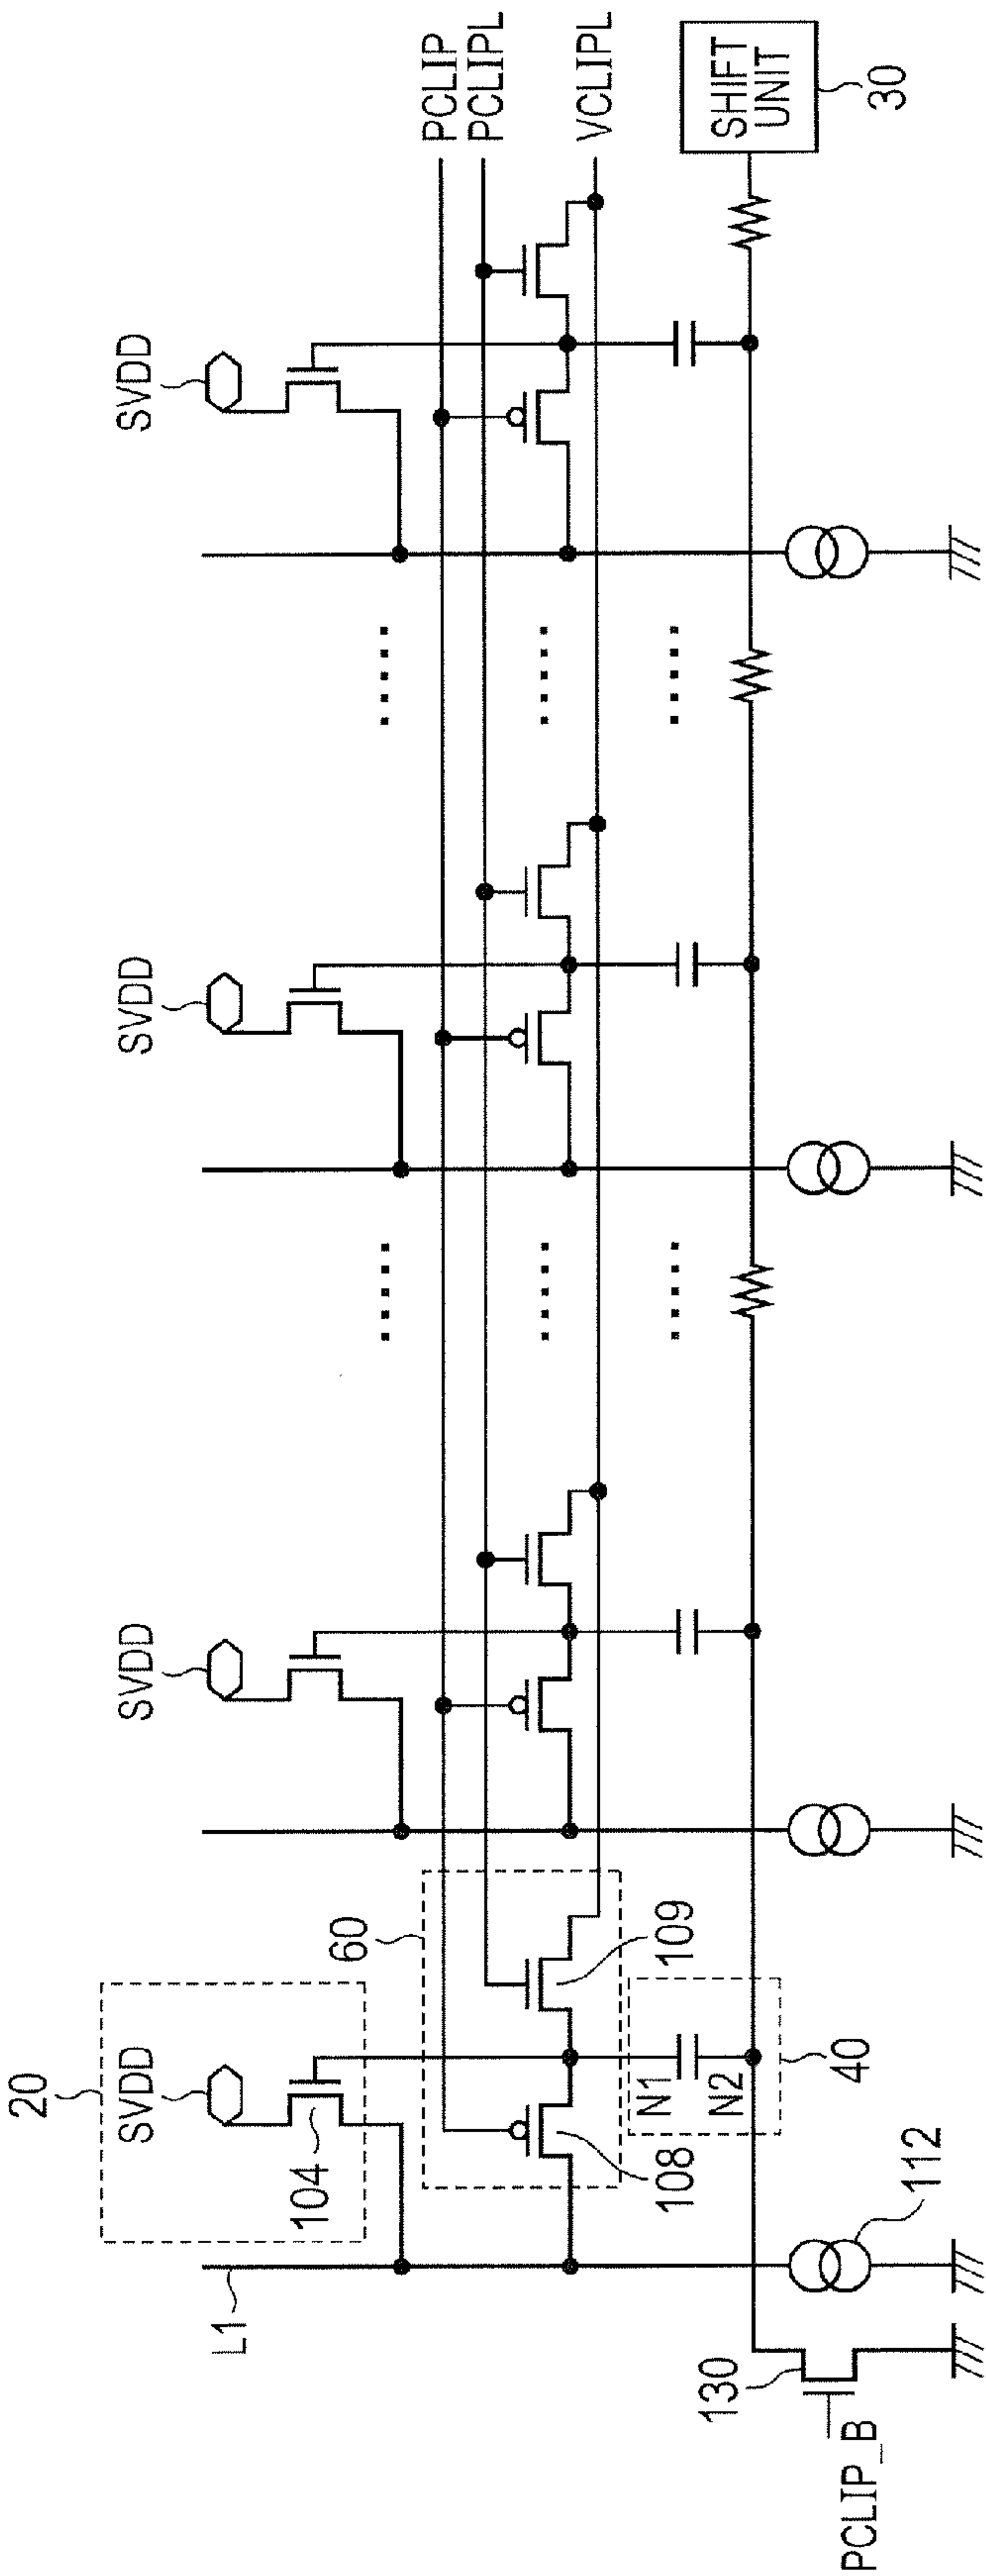 20
SVDD
104
L1
60
108
109
N1
N2
40
112
130
PCLIP_B
SVDD
SVDD
SVDD
PCLIP
PCLIPL
VCLIPL
SHIFT
UNIT
30